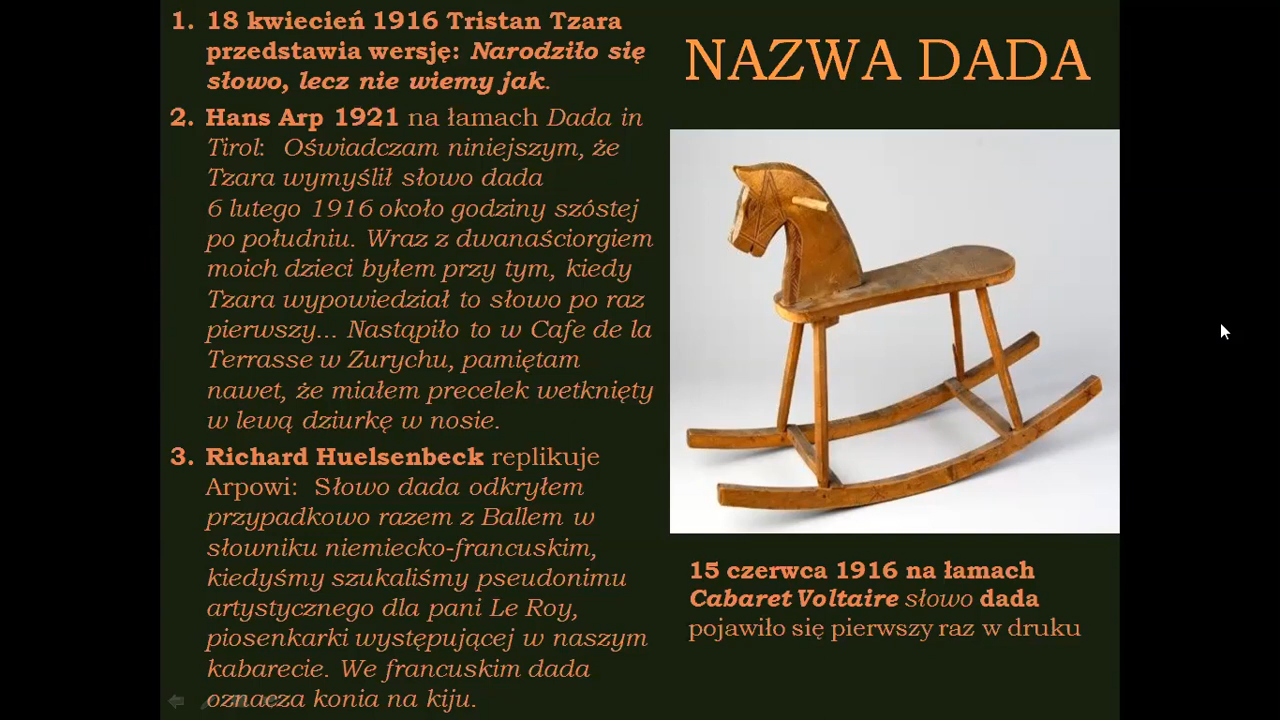 1. 18 kwiecień 1916 Tristan Tzara
przedstawia wersję: Narodziło się
słowo, lecz nie wiemy jak.
2. Hans Arp 1921 na łamach Dada in
Tirol: Oświadczam niniejszym, że
Tzara wymyślił słowo dada
6 lutego 1916 około godziny szóstej
po południu. Wraz z dwanaściorgiem
moich dzieci byłem przy tym, kiedy
Tzara wypowiedział to słowo po raz
pierwszy... Nastąpiło to w Cafe de la
Terrasse w Zurychu, pamiętam
nawet, że miałem precelek wetknięty
w lewą dziurkę w nosie.
3. Richard Huelsenbeck replikuje
Arpowi: Słowo dada odkryłem
przypadkowo razem z Ballem w
słowniku niemiecko-francuskim,
kiedyśmy szukaliśmy pseudonimu
artystycznego dla pani Le Roy,
piosenkarki występującej w naszym
kabarecie. We francuskim dada
oznacza konia na kiju.
NAZWA DADA
15 czerwca 1916 na łamach
Cabaret Voltaire słowo dada
pojawiło się pierwszy raz w druku